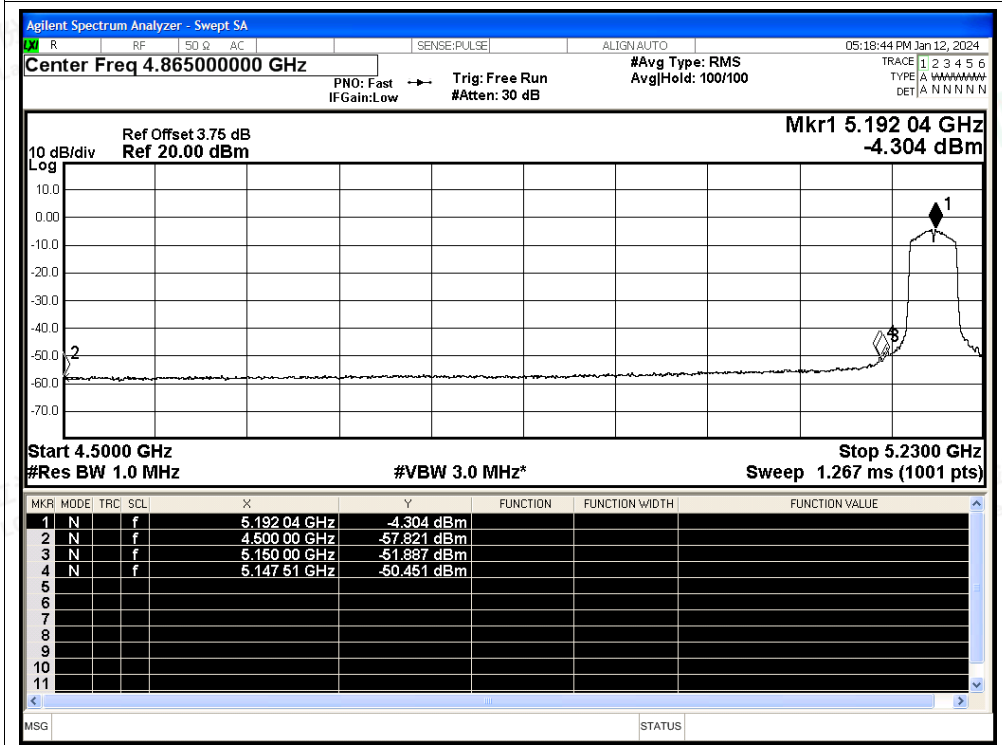 Agilent Spectrum Analyzer - Swept SA
LXI R RF 50 Ω AC SENSE:PULSE ALIGN AUTO 05:18:44 PM Jan 12, 2024
Center Freq 4.865000000 GHz
PNO: Fast
IFGain:Low
Trig: Free Run
#Atten: 30 dB
#Avg Type: RMS
Avg|Hold: 100/100
TRACE 1 2 3 4 5 6
TYPE A WWWWW
DET A N N N N N
Mkr1 5.192 04 GHz
-4.304 dBm
Ref Offset 3.75 dB
10 dB/div Ref 20.00 dBm
Log
10.0
0.00
-10.0
-20.0
-30.0
-40.0
-50.0
-60.0
-70.0
1
2
4
3
Start 4.5000 GHz Stop 5.2300 GHz
#Res BW 1.0 MHz #VBW 3.0 MHz* Sweep 1.267 ms (1001 pts)
MKR MODE TRC SCL X Y FUNCTION FUNCTION WIDTH FUNCTION VALUE
1 N f 5.192 04 GHz -4.304 dBm
2 N f 4.500 00 GHz -57.821 dBm
3 N f 5.150 00 GHz -51.887 dBm
4 N f 5.147 51 GHz -50.451 dBm
5
6
7
8
9
10
11
MSG STATUS